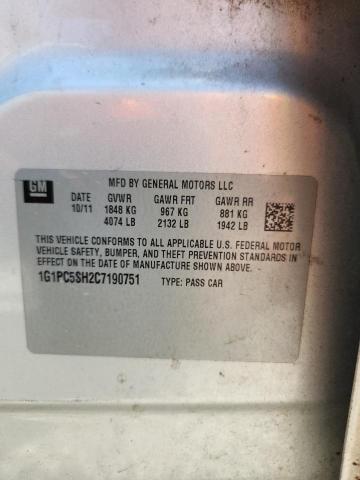 GM
MFD BY GENERAL MOTORS LLC
DATE GVWR GAWR FRT GAWR RR
10/11 1848 KG 967 KG 881 KG
4074 LB 2132 LB 1942 LB
THIS VEHICLE CONFORMS TO ALL APPLICABLE U.S. FEDERAL MOTOR
VEHICLE SAFETY, BUMPER, AND THEFT PREVENTION STANDARDS IN
EFFECT ON THE DATE OF MANUFACTURE SHOWN ABOVE.
1G1PC5SH2C7190751 TYPE: PASS CAR